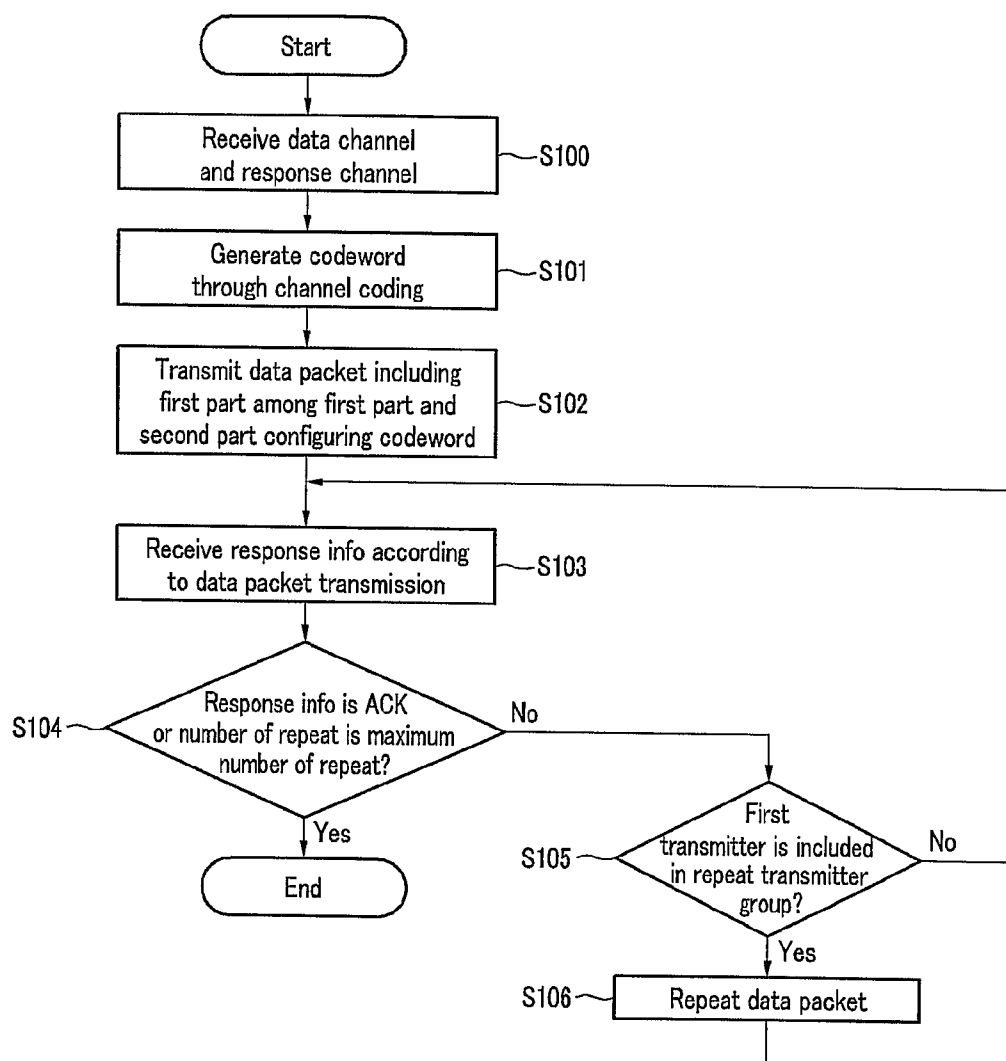 Start
Receive data channel
and response channel
S100
Generate codeword
through channel coding
S101
Transmit data packet including
first part among first part and
second part configuring codeword
S102
Receive response info according
to data packet transmission
S103
S104
Response info is ACK
or number of repeat is maximum
number of repeat?
No
Yes
End
S105
First
transmitter is included
in repeat transmitter
group?
No
Yes
S106
Repeat data packet